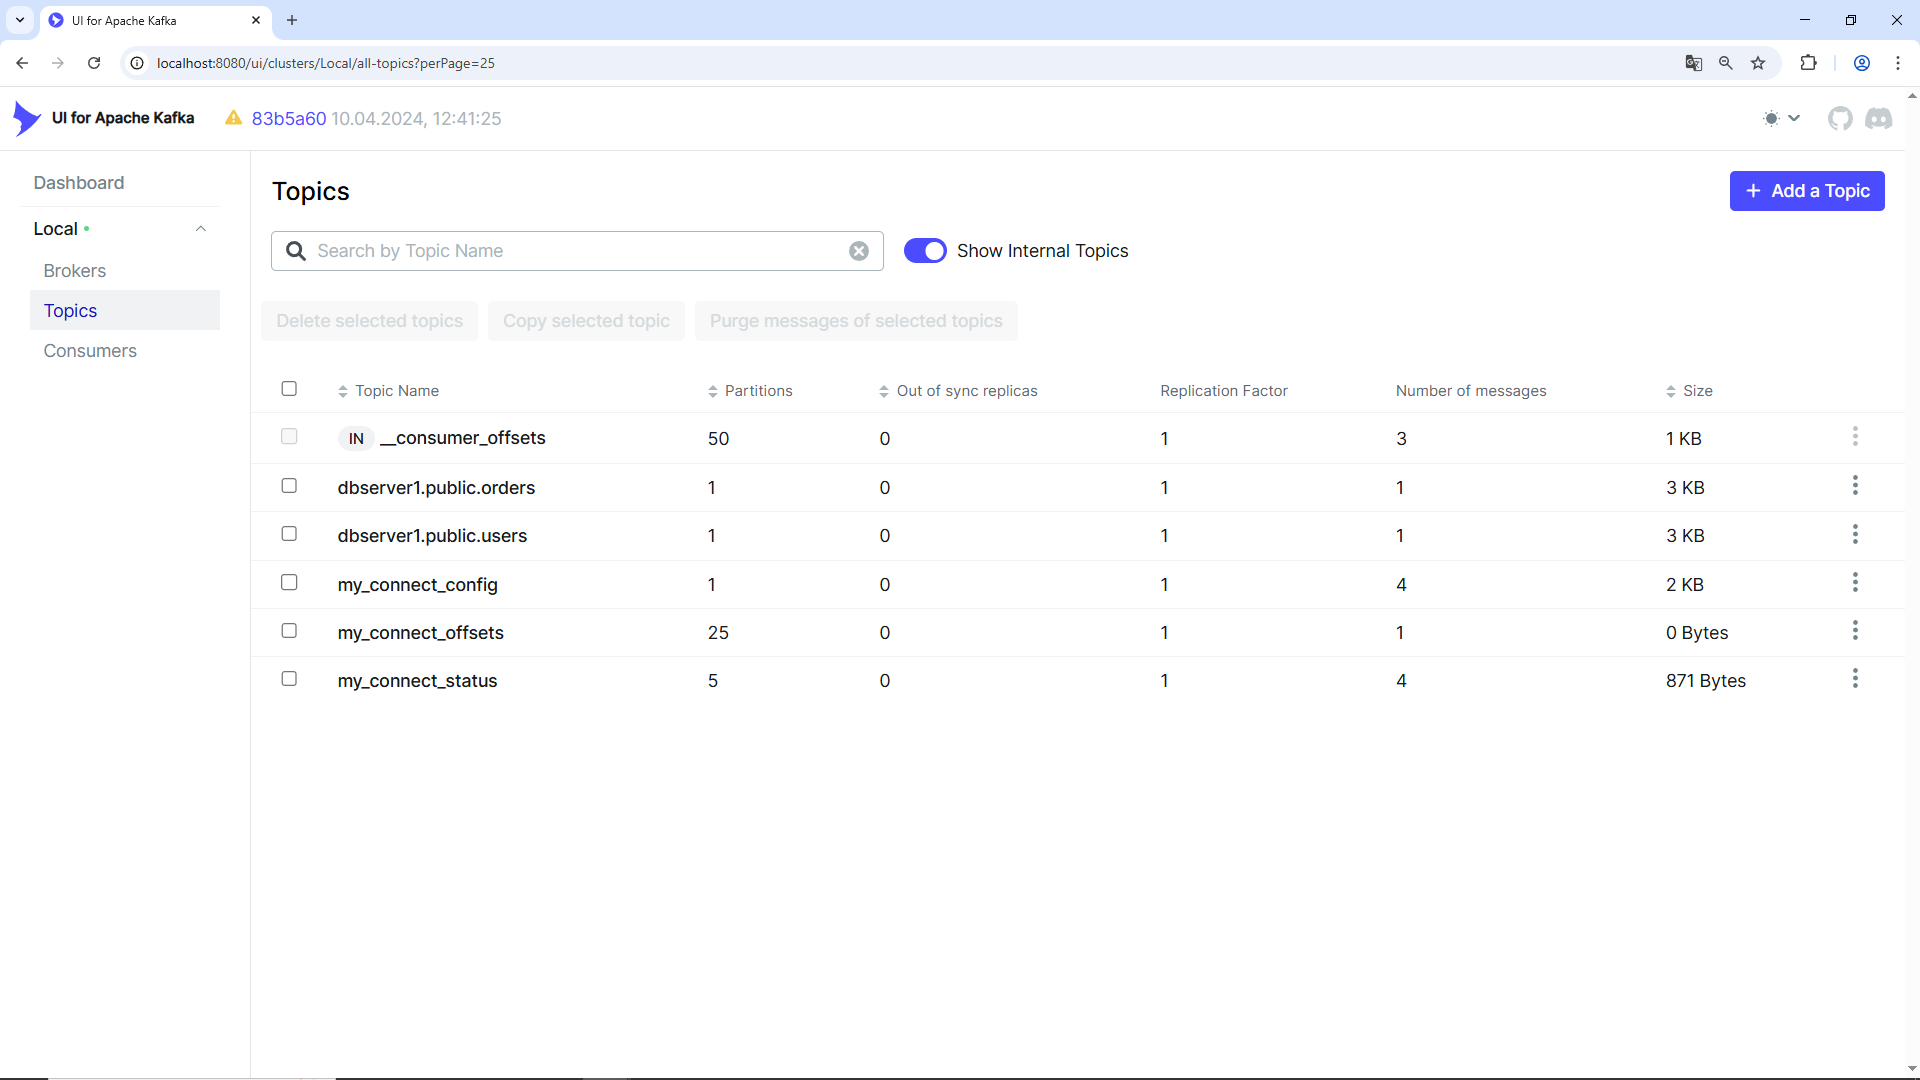 UI for Apache Kafka
localhost:8080/ui/clusters/Local/all-topics?perPage=25
UI for Apache Kafka 83b5a60 10.04.2024, 12:41:25
Dashboard
Local
Brokers
Topics
Consumers
Topics
Add a Topic
Search by Topic Name
Show Internal Topics
Delete selected topics Copy selected topic Purge messages of selected topics
Topic Name Partitions Out of sync replicas Replication Factor Number of messages Size
IN __consumer_offsets 50 0 1 3 1 KB
dbserver1.public.orders 1 0 1 1 3 KB
dbserver1.public.users 1 0 1 1 3 KB
my_connect_config 1 0 1 4 2 KB
my_connect_offsets 25 0 1 1 0 Bytes
my_connect_status 5 0 1 4 871 Bytes